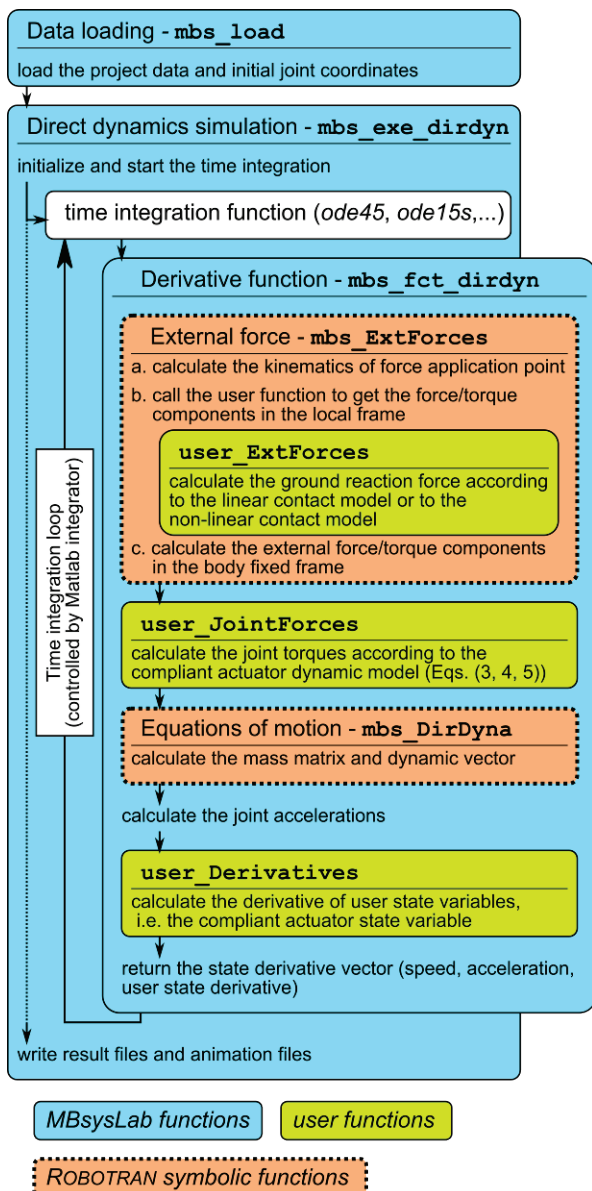 Data loading - mbs_load
load the project data and initial joint coordinates
Direct dynamics simulation - mbs_exe_dirdyn
initialize and start the time integration
time integration function (ode45, ode15s,...)
Derivative function - mbs_fct_dirdyn
External force - mbs_ExtForces
a. calculate the kinematics of force application point
b. call the user function to get the force/torque
components in the local frame
user_ExtForces
calculate the ground reaction force according
to the linear contact model or to the
non-linear contact model
c. calculate the external force/torque components
in the body fixed frame
Time integration loop
(controlled by Matlab integrator)
user_JointForces
calculate the joint torques according to the
compliant actuator dynamic model (Eqs. (3, 4, 5))
Equations of motion - mbs_DirDyna
calculate the mass matrix and dynamic vector
calculate the joint accelerations
user_Derivatives
calculate the derivative of user state variables,
i.e. the compliant actuator state variable
return the state derivative vector (speed, acceleration,
user state derivative)
write result files and animation files
MBsysLab functions
user functions
ROBOTRAN symbolic functions